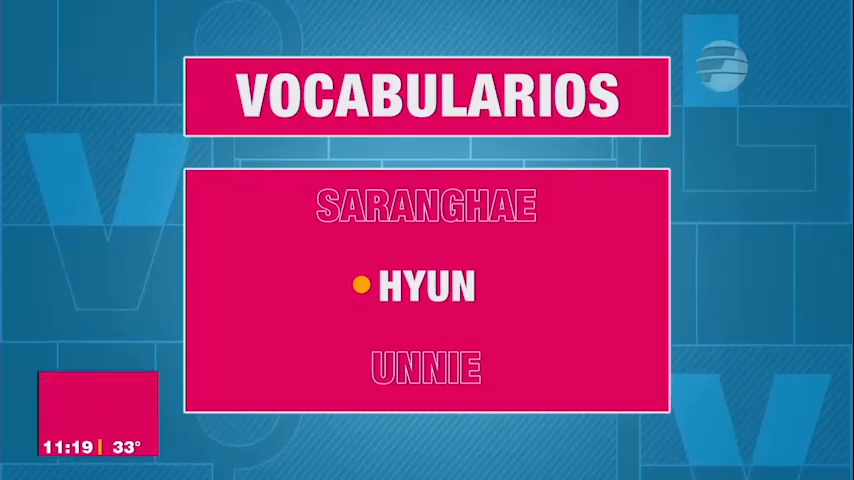 VOCABULARIOS
SARANGHAE
HYUN
UNNIE
11:19 | 33°